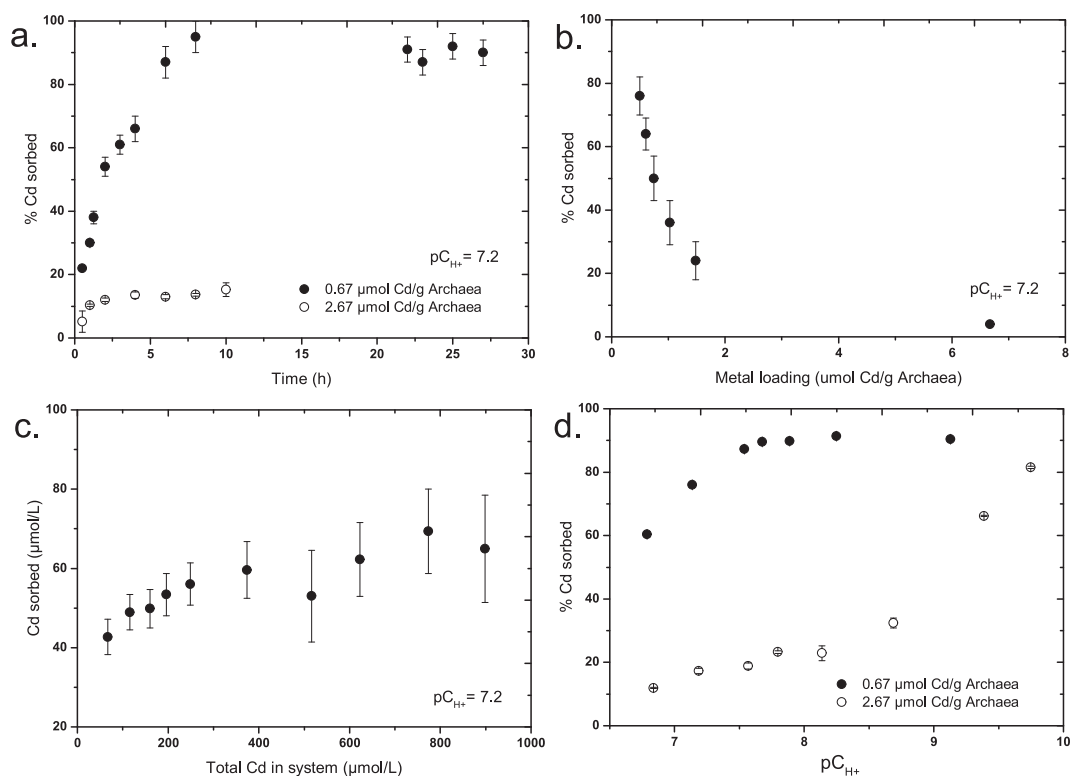 a.
100
80
60
40
20
0
% Cd sorbed
pC_H+ = 7.2
0.67 µmol Cd/g Archaea
2.67 µmol Cd/g Archaea
0 5 10 15 20 25 30
Time (h)
b.
100
80
60
40
20
0
% Cd sorbed
pC_H+ = 7.2
0 2 4 6 8
Metal loading (umol Cd/g Archaea)
c.
100
80
60
40
20
Cd sorbed (µmol/L)
pC_H+ = 7.2
0 200 400 600 800 1000
Total Cd in system (µmol/L)
d.
100
80
60
40
20
0
% Cd sorbed
0.67 µmol Cd/g Archaea
2.67 µmol Cd/g Archaea
7 8 9 10
pC_H+